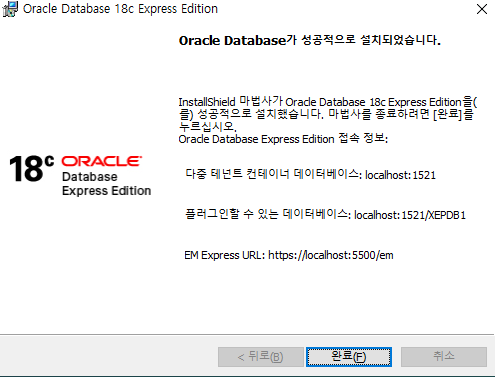 Oracle Database 18c Express Edition
Oracle Database가 성공적으로 설치되었습니다.
InstallShield 마법사가 Oracle Database 18c Express Edition을(
를) 성공적으로 설치했습니다. 마법사를 종료하려면 [완료]를
누르십시오.
Oracle Database Express Edition 접속 정보:
18c ORACLE
Database
Express Edition
다중 테넌트 컨테이너 데이터베이스: localhost:1521
플러그인할 수 있는 데이터베이스: localhost:1521/XEPDB1
EM Express URL: https://localhost:5500/em
< 뒤로(B)
완료(F)
취소